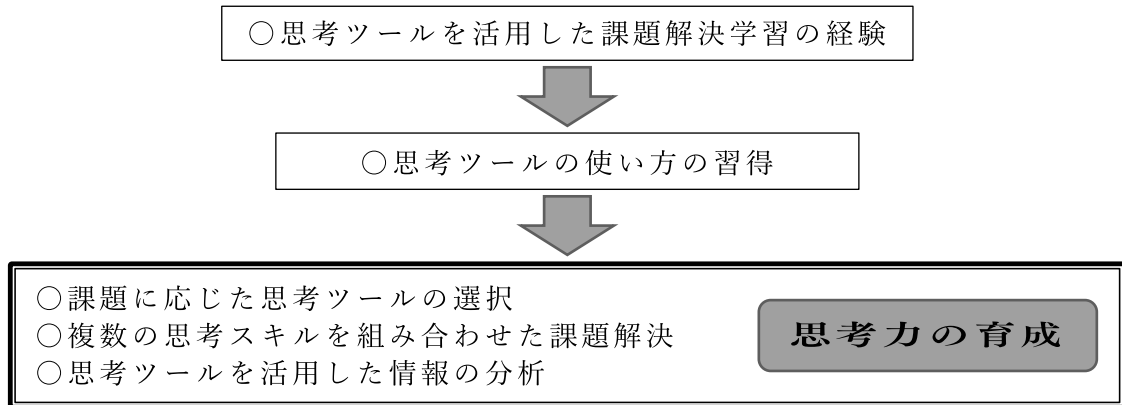 ○思考ツールを活用した課題解決学習の経験
○思考ツールの使い方の習得
○課題に応じた思考ツールの選択
○複数の思考スキルを組み合わせた課題解決
○思考ツールを活用した情報の分析
思考力の育成